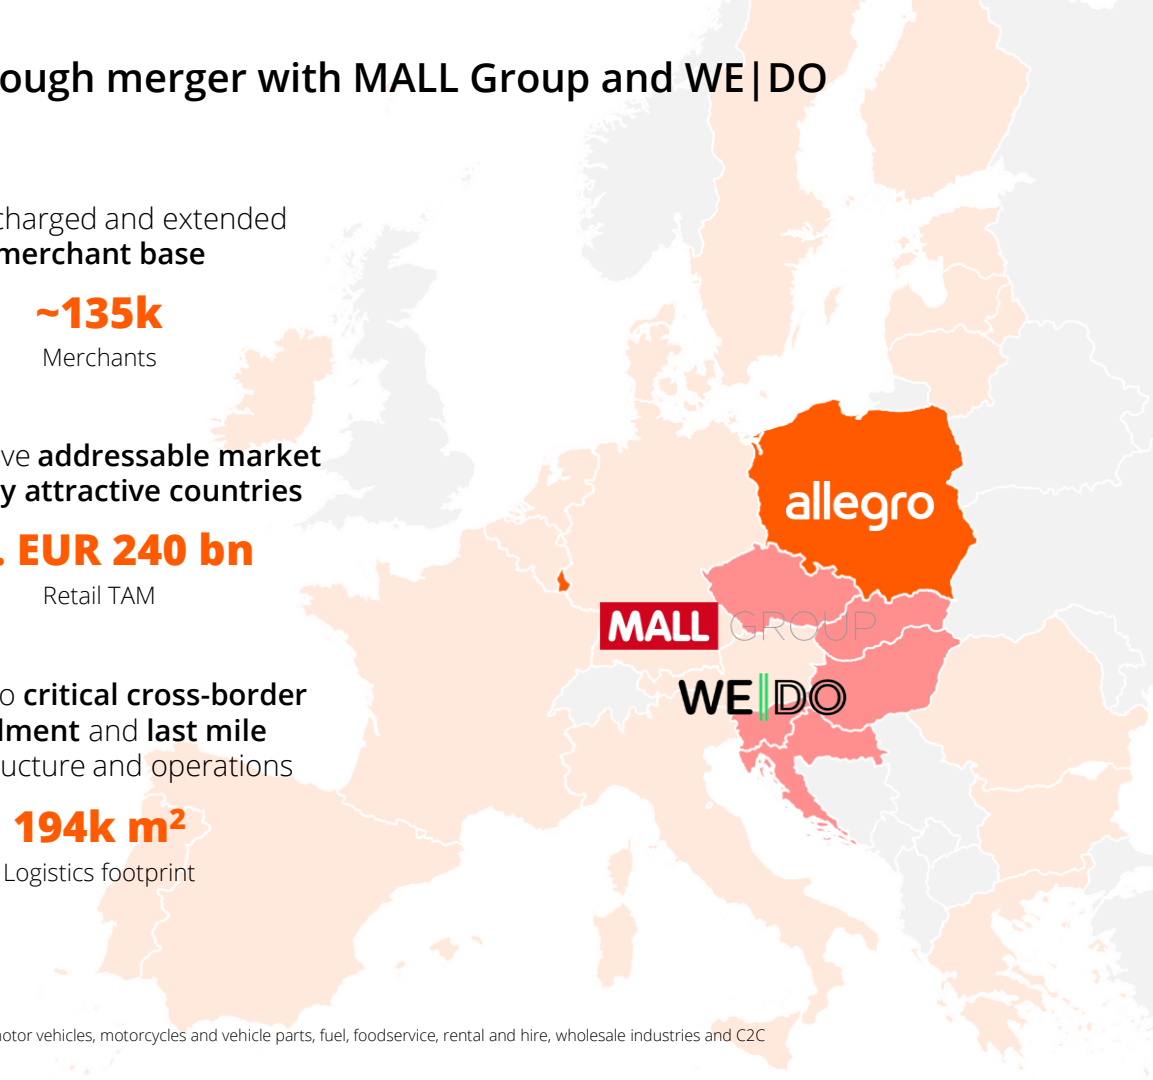 ough merger with MALL Group and WE|DO
charged and extended
merchant base
~135k
Merchants
ve addressable market
y attractive countries
. EUR 240 bn
Retail TAM
o critical cross-border
lment and last mile
ucture and operations
194k m²
Logistics footprint
allegro
MALL GROUP
WE||DO
notor vehicles, motorcycles and vehicle parts, fuel, foodservice, rental and hire, wholesale industries and C2C